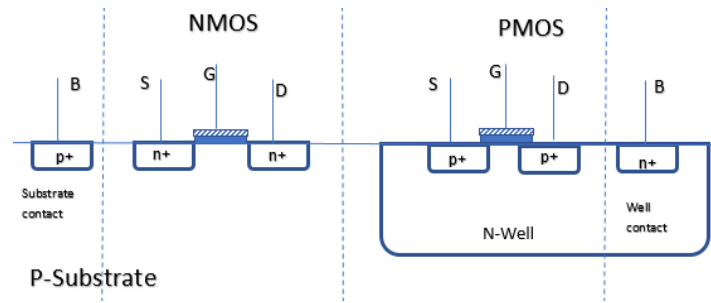 NMOS
PMOS
B
S
G
D
S
G
D
B
p+
n+
n+
p+
p+
n+
Substrate
contact
Well
contact
N-Well
P-Substrate